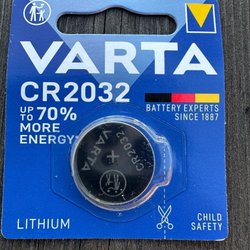 VARTA
CR2032
UP TO 70%
MORE
ENERGY*
BATTERY EXPERTS
SINCE 1887
CR2032
VARTA
+
LITHIUM
CHILD
SAFETY